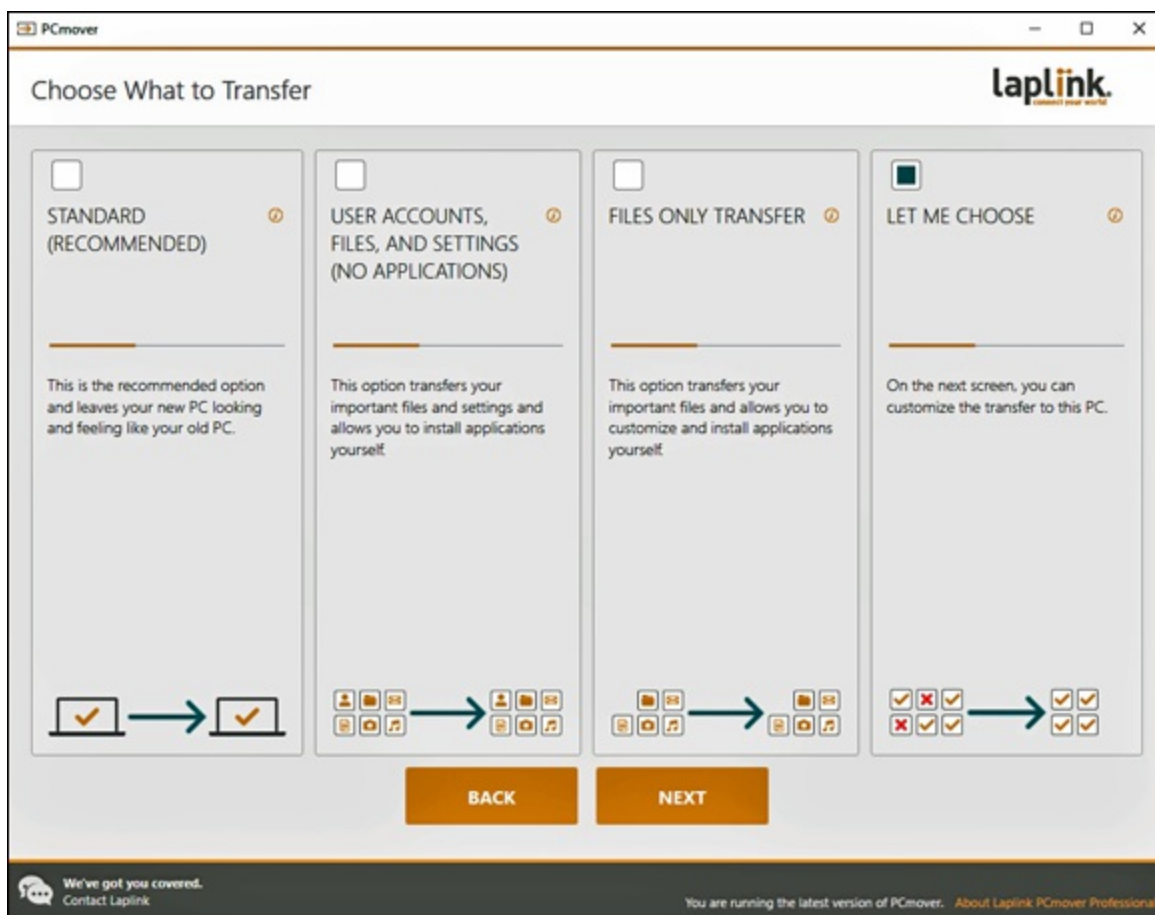 PCmover
Choose What to Transfer
laplink.
connect your world
STANDARD
(RECOMMENDED)
This is the recommended option
and leaves your new PC looking
and feeling like your old PC.
USER ACCOUNTS,
FILES, AND SETTINGS
(NO APPLICATIONS)
This option transfers your
important files and settings and
allows you to install applications
yourself.
FILES ONLY TRANSFER
This option transfers your
important files and allows you to
customize and install applications
yourself.
LET ME CHOOSE
On the next screen, you can
customize the transfer to this PC.
BACK
NEXT
We've got you covered.
Contact Laplink
You are running the latest version of PCmover. About Laplink PCmover Professional